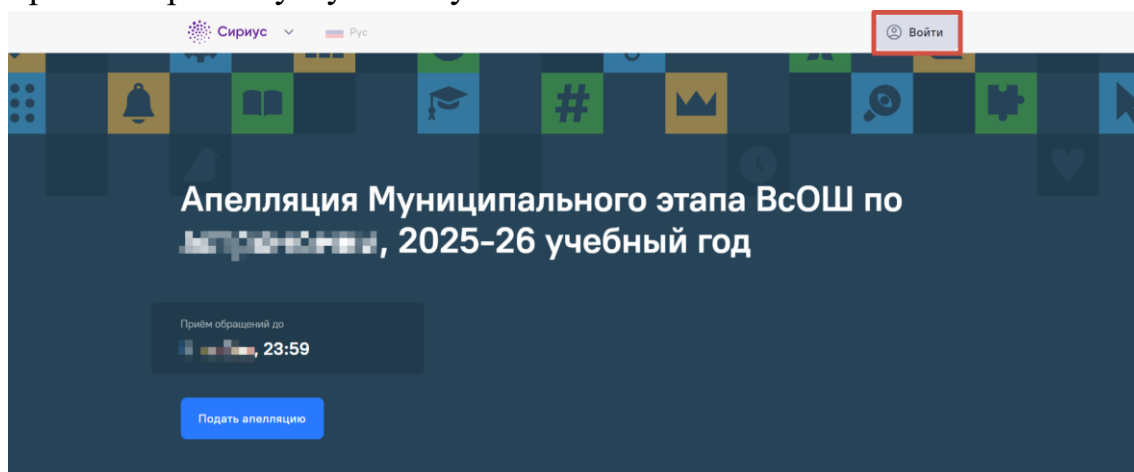 Сириус
Рус
Войти
Апелляция Муниципального этапа ВсОШ по
, 2025-26 учебный год
Приём обращений до
, 23:59
Подать апелляцию